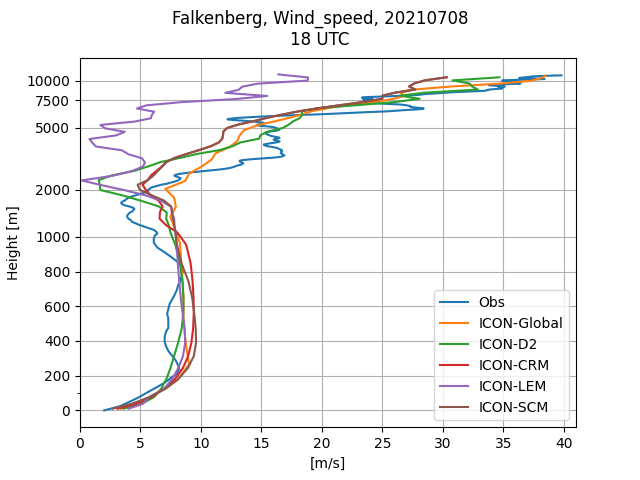 Falkenberg, Wind_speed, 20210708
18 UTC
Height [m]
10000
7500
5000
2000
1000
800
600
400
200
0
0 5 10 15 20 25 30 35 40
[m/s]
Obs
ICON-Global
ICON-D2
ICON-CRM
ICON-LEM
ICON-SCM